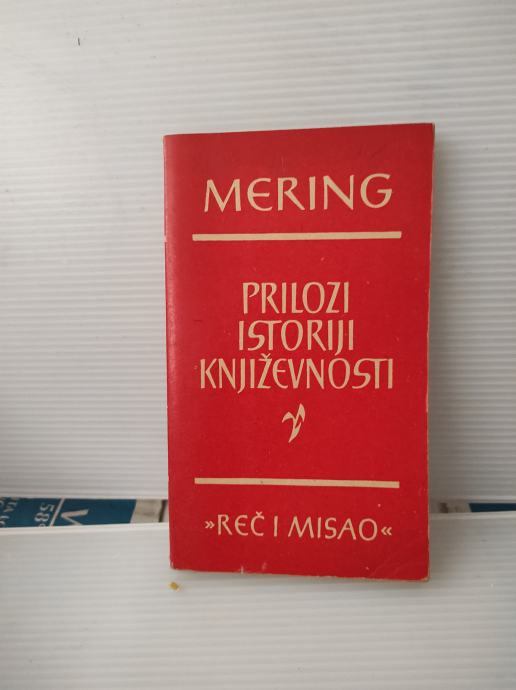 MERING
PRILOZI
ISTORIJI
KNJIŽEVNOSTI
»REČ I MISAO«